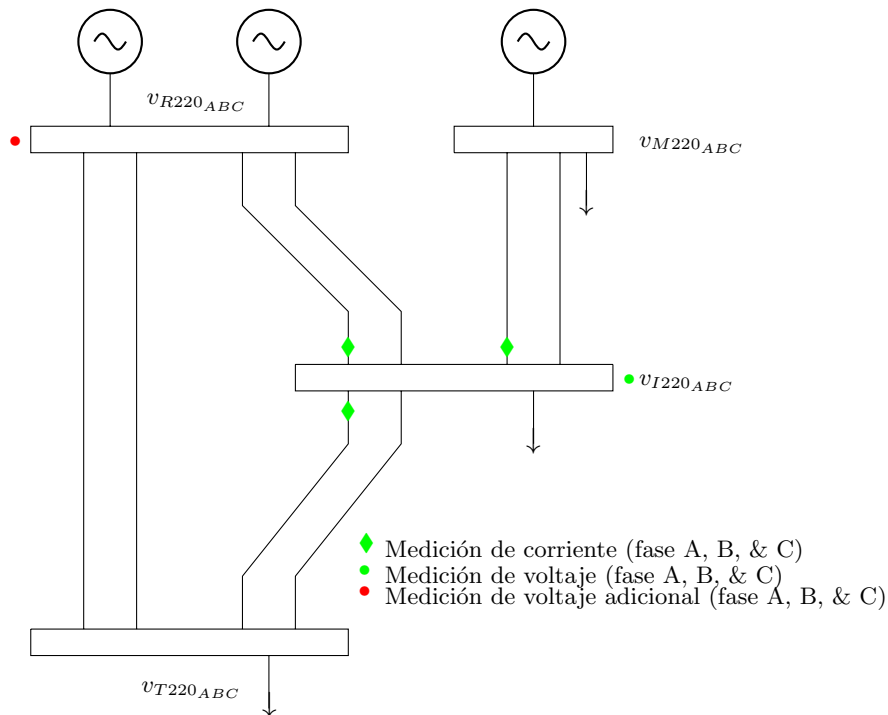 v_{R220_{ABC}}
v_{M220_{ABC}}
v_{I220_{ABC}}
Medición de corriente (fase A, B, & C)
Medición de voltaje (fase A, B, & C)
Medición de voltaje adicional (fase A, B, & C)
v_{T220_{ABC}}